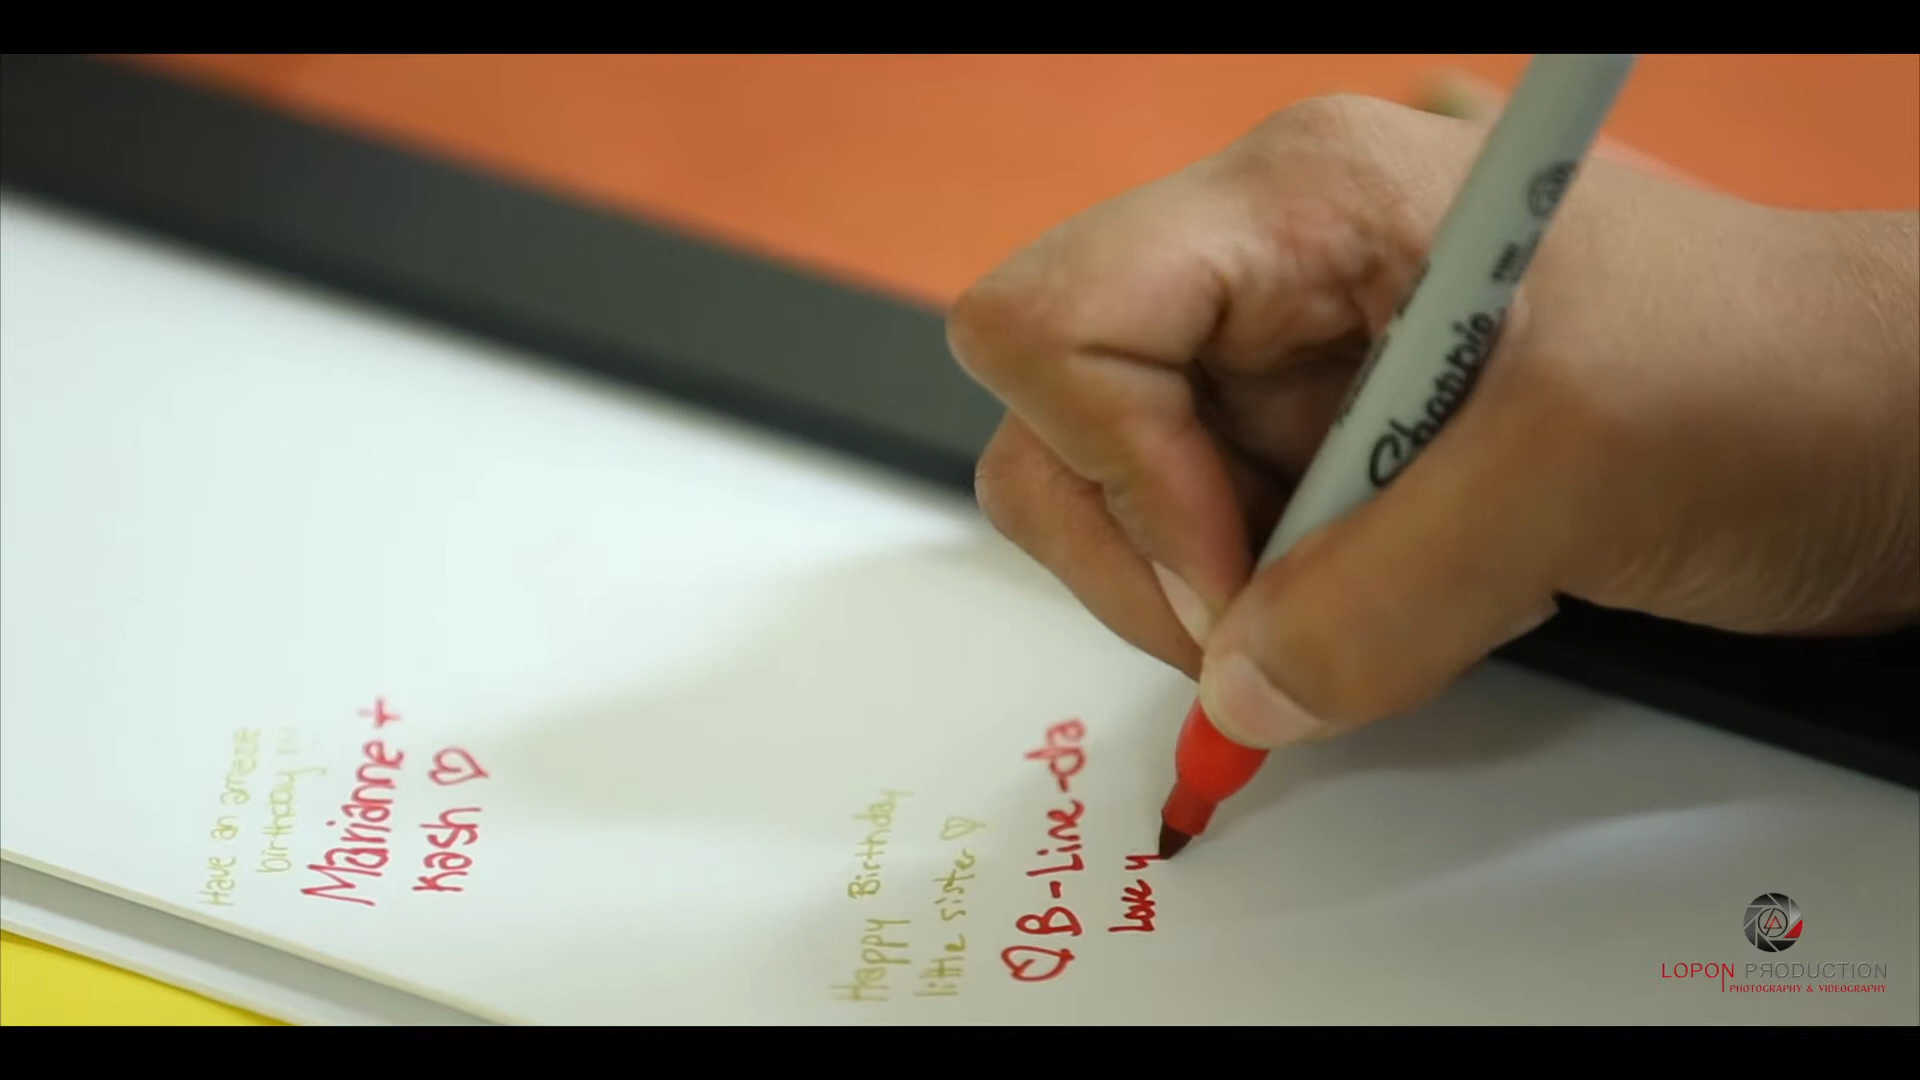 Have an amazing
birthday !!!
Marianne +
Kash ♡
Happy Birthday
little sister ♡
♡B-Line-da
Love y
Sharpie
LOPON PRODUCTION
PHOTOGRAPHY & VIDEOGRAPHY